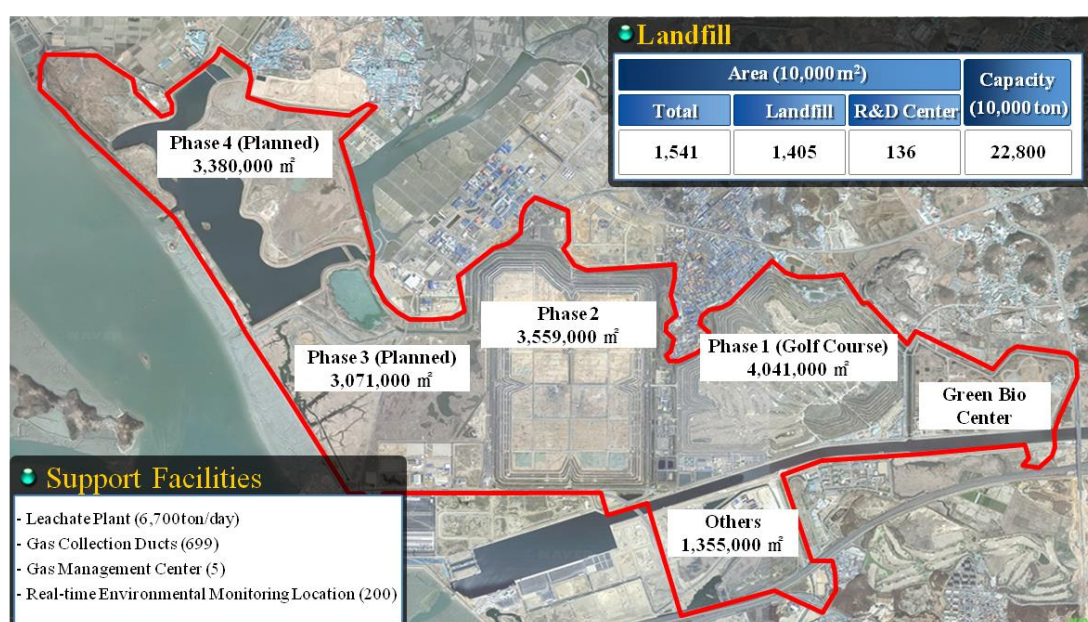 Landfill
Area (10,000 m²)
Capacity
(10,000 ton)
Total
Landfill
R&D Center
1,541
1,405
136
22,800
Phase 4 (Planned)
3,380,000 ㎡
Phase 2
3,559,000 ㎡
Phase 3 (Planned)
3,071,000 ㎡
Phase 1 (Golf Course)
4,041,000 ㎡
Green Bio
Center
Others
1,355,000 ㎡
Support Facilities
- Leachate Plant (6,700ton/day)
- Gas Collection Ducts (699)
- Gas Management Center (5)
- Real-time Environmental Monitoring Location (200)